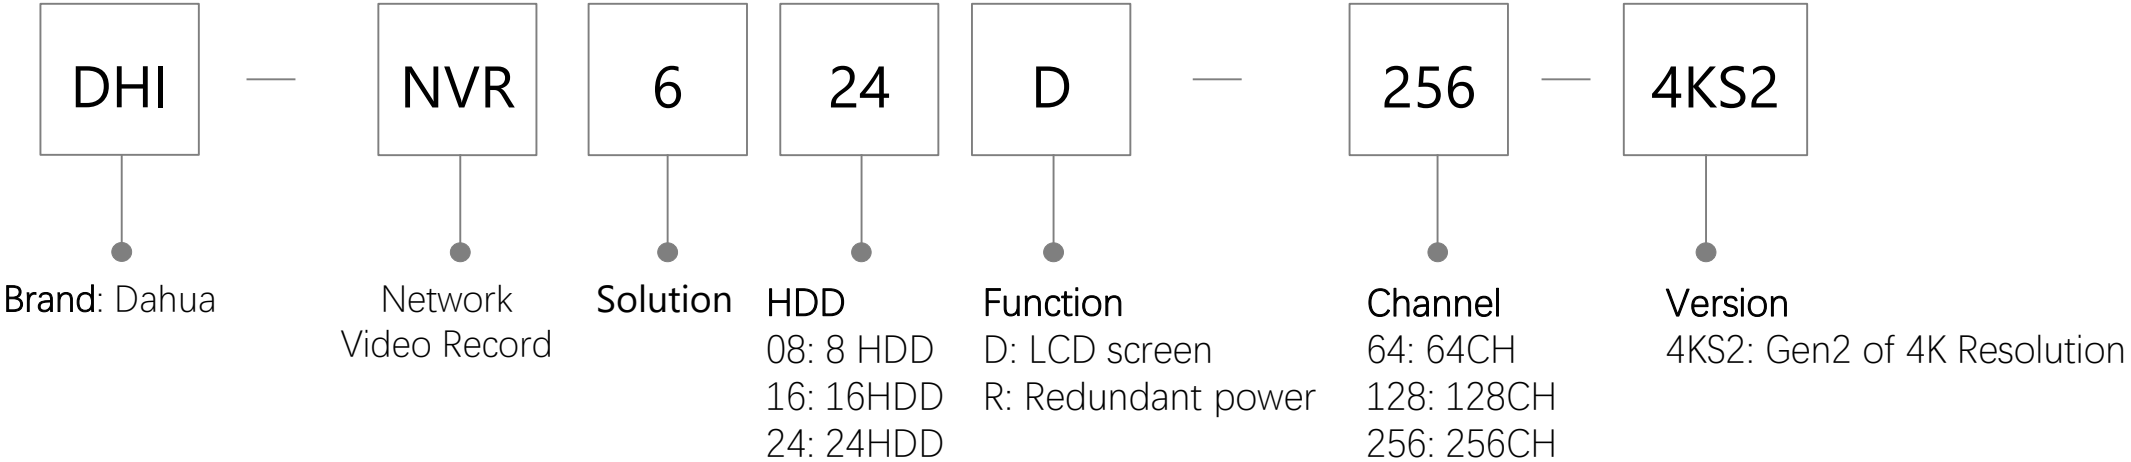 DHI — NVR 6 24 D — 256 — 4KS2
Brand: Dahua
Network
Video Record
Solution
HDD
08: 8 HDD
16: 16HDD
24: 24HDD
Function
D: LCD screen
R: Redundant power
Channel
64: 64CH
128: 128CH
256: 256CH
Version
4KS2: Gen2 of 4K Resolution